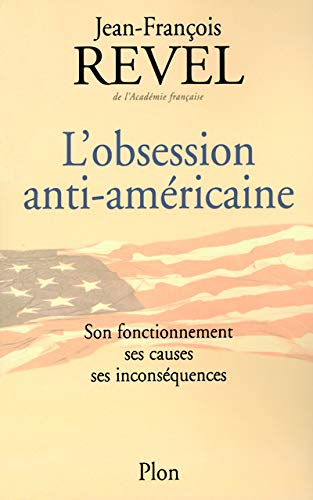 Jean-François
REVEL
de l'Académie française
L'obsession
anti-américaine
Son fonctionnement
ses causes
ses inconséquences
Plon